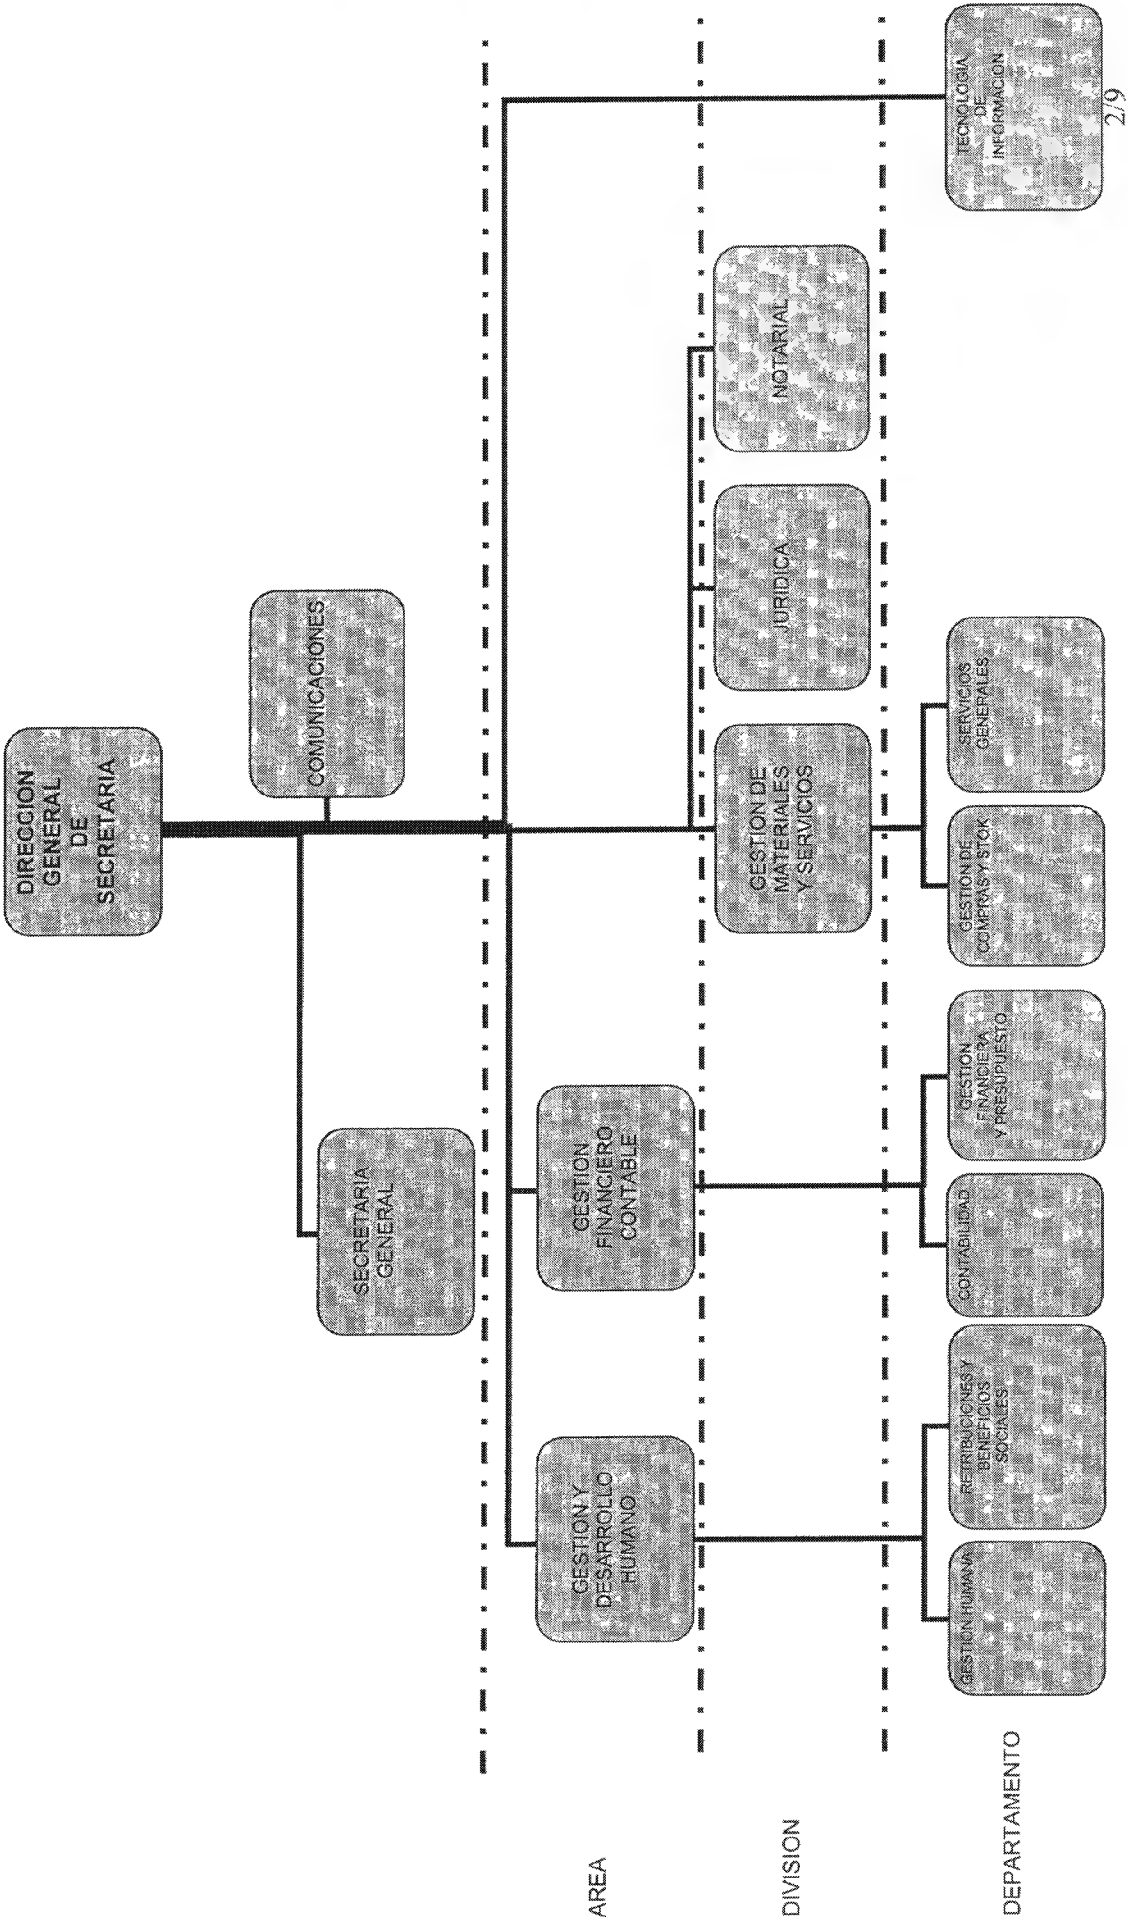 DIRECCION
GENERAL
DE
SECRETARIA
COMUNICACIONES
SECRETARIA
GENERAL
AREA
GESTION Y
DESARROLLO
HUMANO
GESTION
FINANCIERO
CONTABLE
DIVISION
GESTION DE
MATERIALES
Y SERVICIOS
JURIDICA
NOTARIAL
DEPARTAMENTO
GESTION HUMANA
RETRIBUCIONES Y
BENEFICIOS
SOCIALES
CONTABILIDAD
GESTION
FINANCIERA
Y PRESUPUESTO
GESTION DE
COMPRAS Y STOK
SERVICIOS
GENERALES
TECNOLOGIA
DE
INFORMACION
2/9